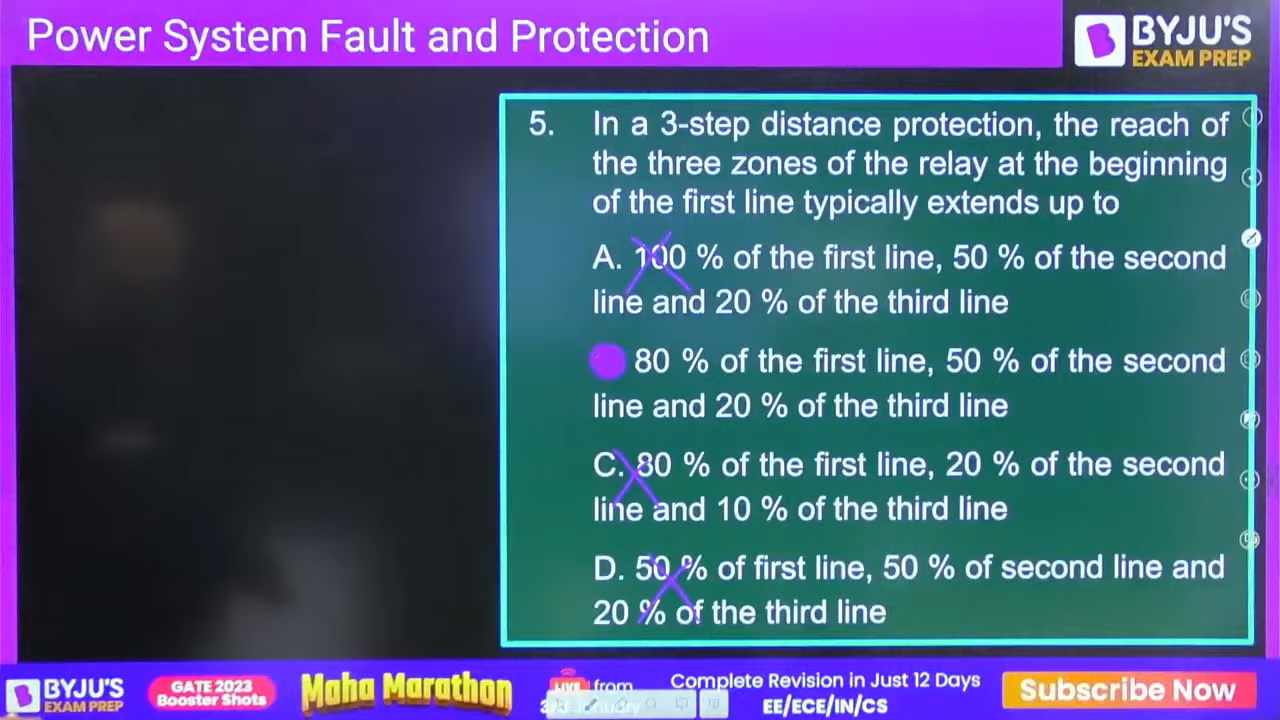 Power System Fault and Protection
BYJU'S
EXAM PREP
5. In a 3-step distance protection, the reach of
the three zones of the relay at the beginning
of the first line typically extends up to
A. 100 % of the first line, 50 % of the second
line and 20 % of the third line
80 % of the first line, 50 % of the second
line and 20 % of the third line
C. 80 % of the first line, 20 % of the second
line and 10 % of the third line
D. 50 % of first line, 50 % of second line and
20 % of the third line
BYJU'S
EXAM PREP
GATE 2023
Booster Shots
Maha Marathon
LIVE from
Complete Revision in Just 12 Days
EE/ECE/IN/CS
Subscribe Now